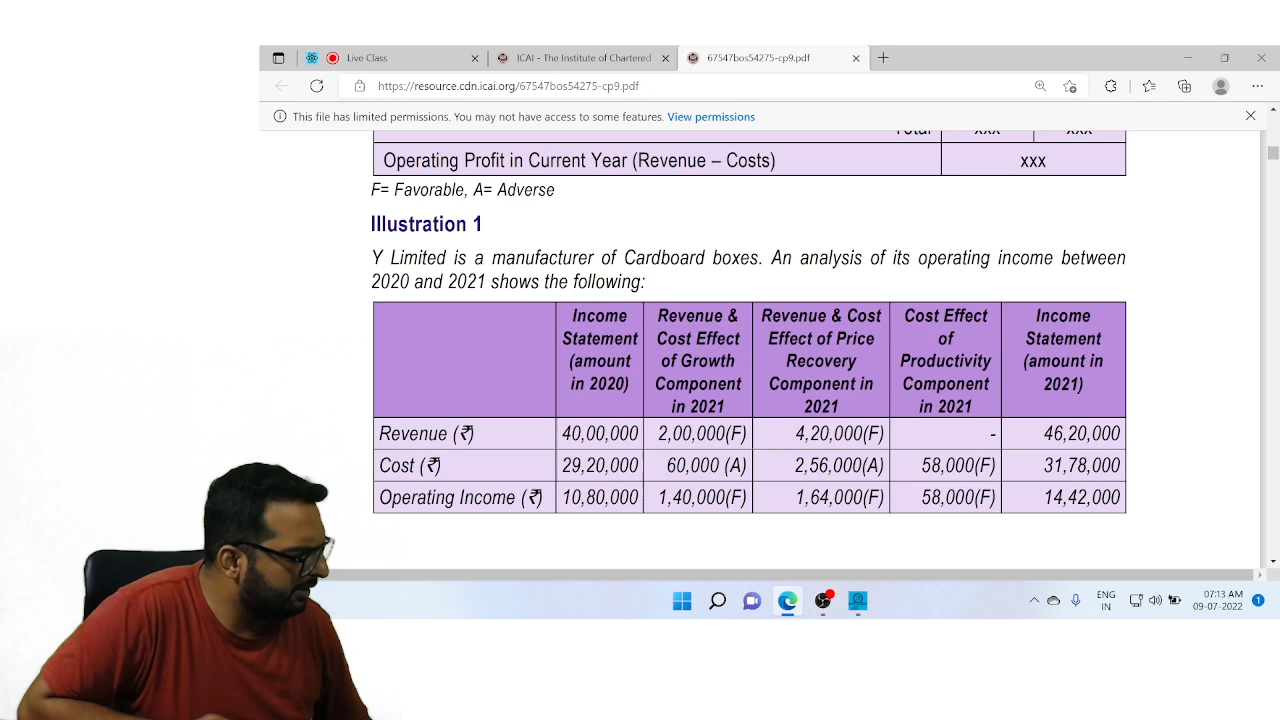 Live Class
ICAI - The Institute of Chartered
67547bos54275-cp9.pdf
https://resource.cdn.icai.org/67547bos54275-cp9.pdf
This file has limited permissions. You may not have access to some features. View permissions
Total xxx xxx
Operating Profit in Current Year (Revenue – Costs) xxx
F= Favorable, A= Adverse
Illustration 1
Y Limited is a manufacturer of Cardboard boxes. An analysis of its operating income between
2020 and 2021 shows the following:
Income Revenue & Revenue & Cost Cost Effect Income
Statement Cost Effect Effect of Price of Statement
(amount of Growth Recovery Productivity (amount in
in 2020) Component Component in Component 2021)
in 2021 2021 in 2021
Revenue (₹) 40,00,000 2,00,000(F) 4,20,000(F) - 46,20,000
Cost (₹) 29,20,000 60,000 (A) 2,56,000(A) 58,000(F) 31,78,000
Operating Income (₹) 10,80,000 1,40,000(F) 1,64,000(F) 58,000(F) 14,42,000
ENG 07:13 AM
IN 09-07-2022 1